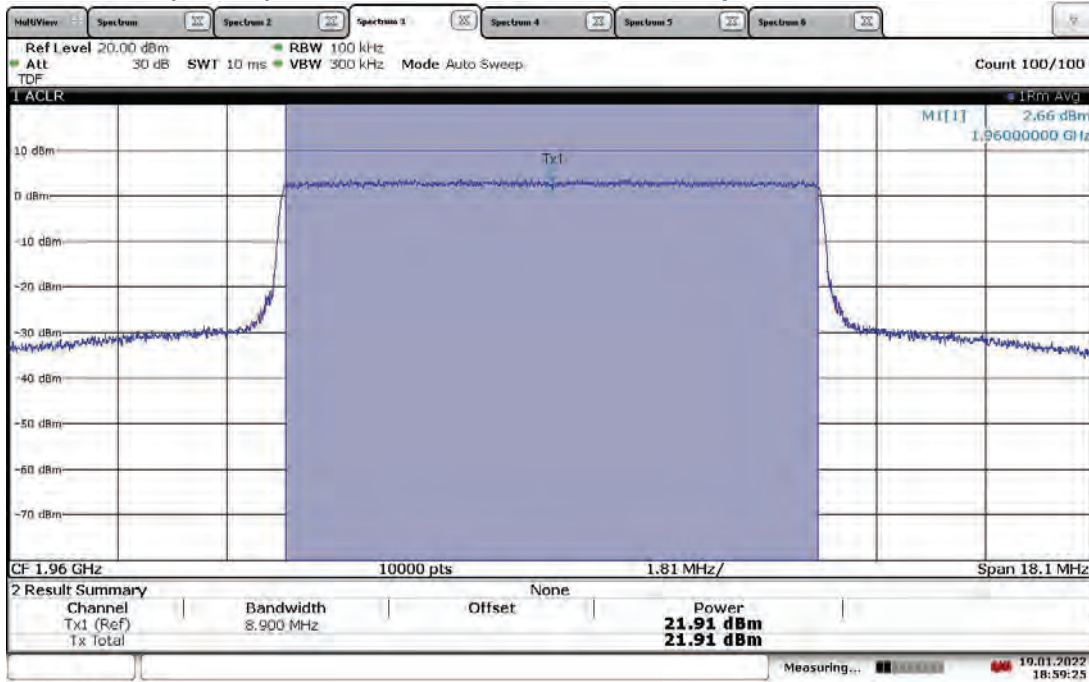 MultiView Spectrum Spectrum 2 Spectrum 3 Spectrum 4 Spectrum 5 Spectrum 6
Ref Level 20.00 dBm RBW 100 kHz
Att 30 dB SWT 10 ms VBW 300 kHz Mode Auto Sweep Count 100/100
TDF
1 ACLR 1Rm Avg
M1[1] 2.66 dBm
1.96000000 GHz
10 dBm
Tx1
0 dBm
-10 dBm
-20 dBm
-30 dBm
-40 dBm
-50 dBm
-60 dBm
-70 dBm
CF 1.96 GHz 10000 pts 1.81 MHz/ Span 18.1 MHz
2 Result Summary None
Channel Bandwidth Offset Power
Tx1 (Ref) 8.900 MHz 21.91 dBm
Tx Total 21.91 dBm
Measuring... 19.01.2022
18:59:25